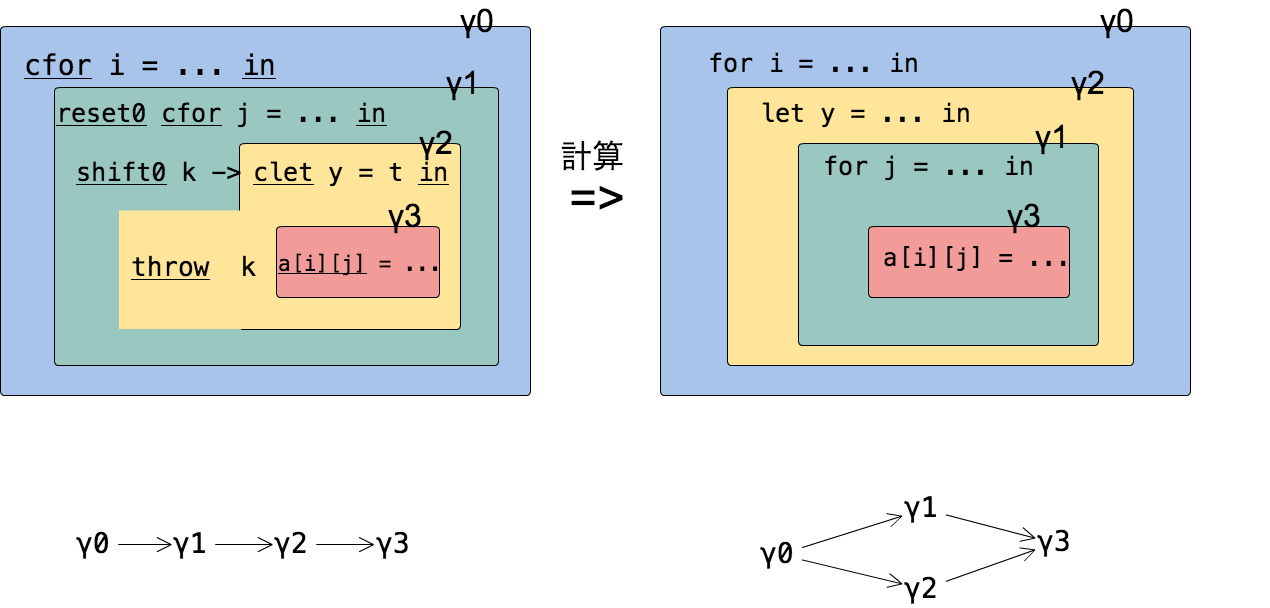 γ0
cfor i = ... in
γ1
reset0 cfor j = ... in
γ2
shift0 k -> clet y = t in
γ3
throw k a[i][j] = ...
計算
=>
γ0
for i = ... in
γ2
let y = ... in
γ1
for j = ... in
γ3
a[i][j] = ...
γ0 γ1 γ2 γ3
γ1
γ0 γ3
γ2